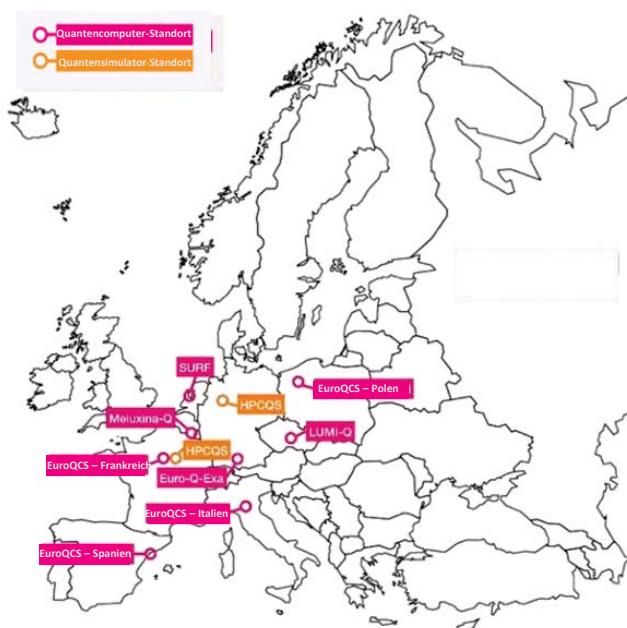 Quantencomputer-Standort
Quantensimulator-Standort
SURF
EuroQCS – Polen
HPCQS
Meluxina-Q
LUMI-Q
HPCQS
EuroQCS – Frankreich
Euro-Q-Exa
EuroQCS – Italien
EuroQCS – Spanien